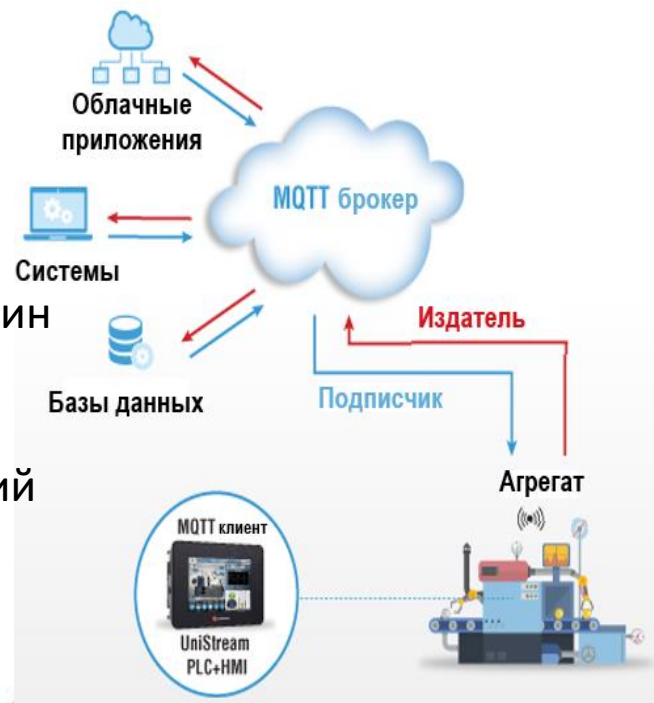 Облачные
приложения
MQTT брокер
Системы
ин
Издатель
Базы данных
Подписчик
ий
Агрегат
MQTT клиент
UniStream
PLC+HMI